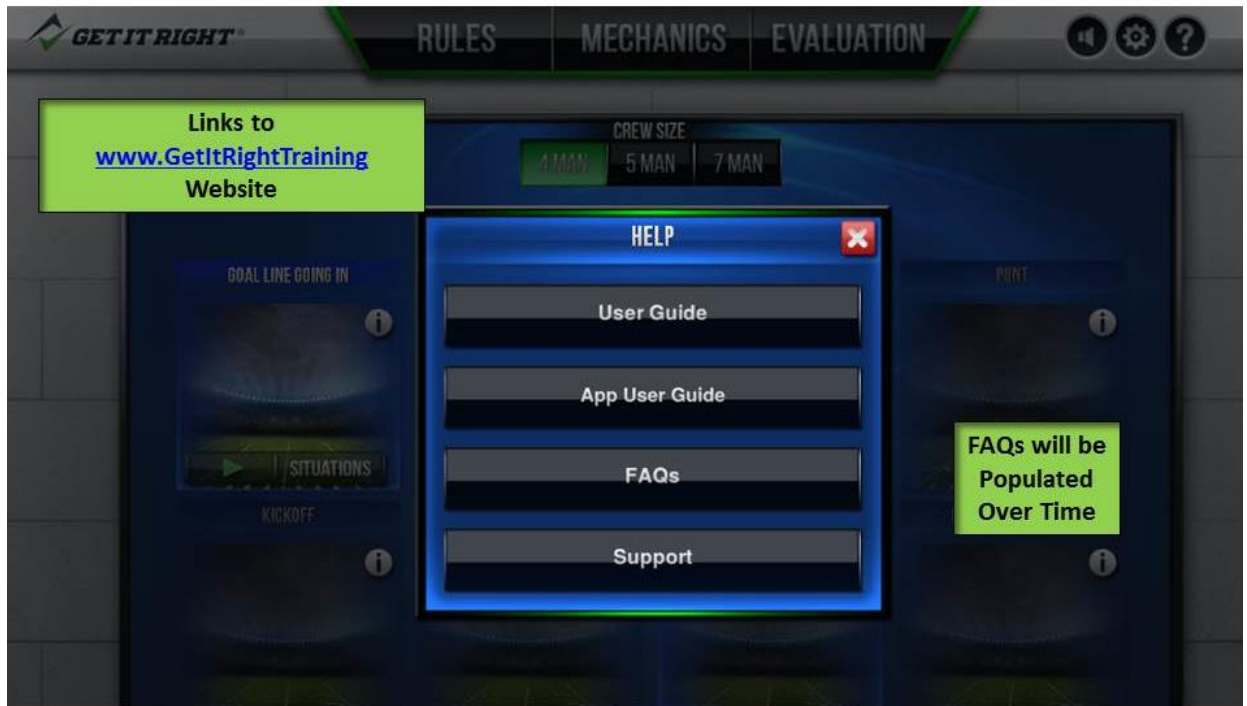 GET IT RIGHT®
RULES
MECHANICS
EVALUATION
?
Links to
www.GetItRightTraining
Website
CREW SIZE
4 MAN
5 MAN
7 MAN
HELP
GOAL LINE GOING IN
PUNT
User Guide
App User Guide
FAQs
Support
SITUATIONS
FAQs will be
Populated
Over Time
KICKOFF